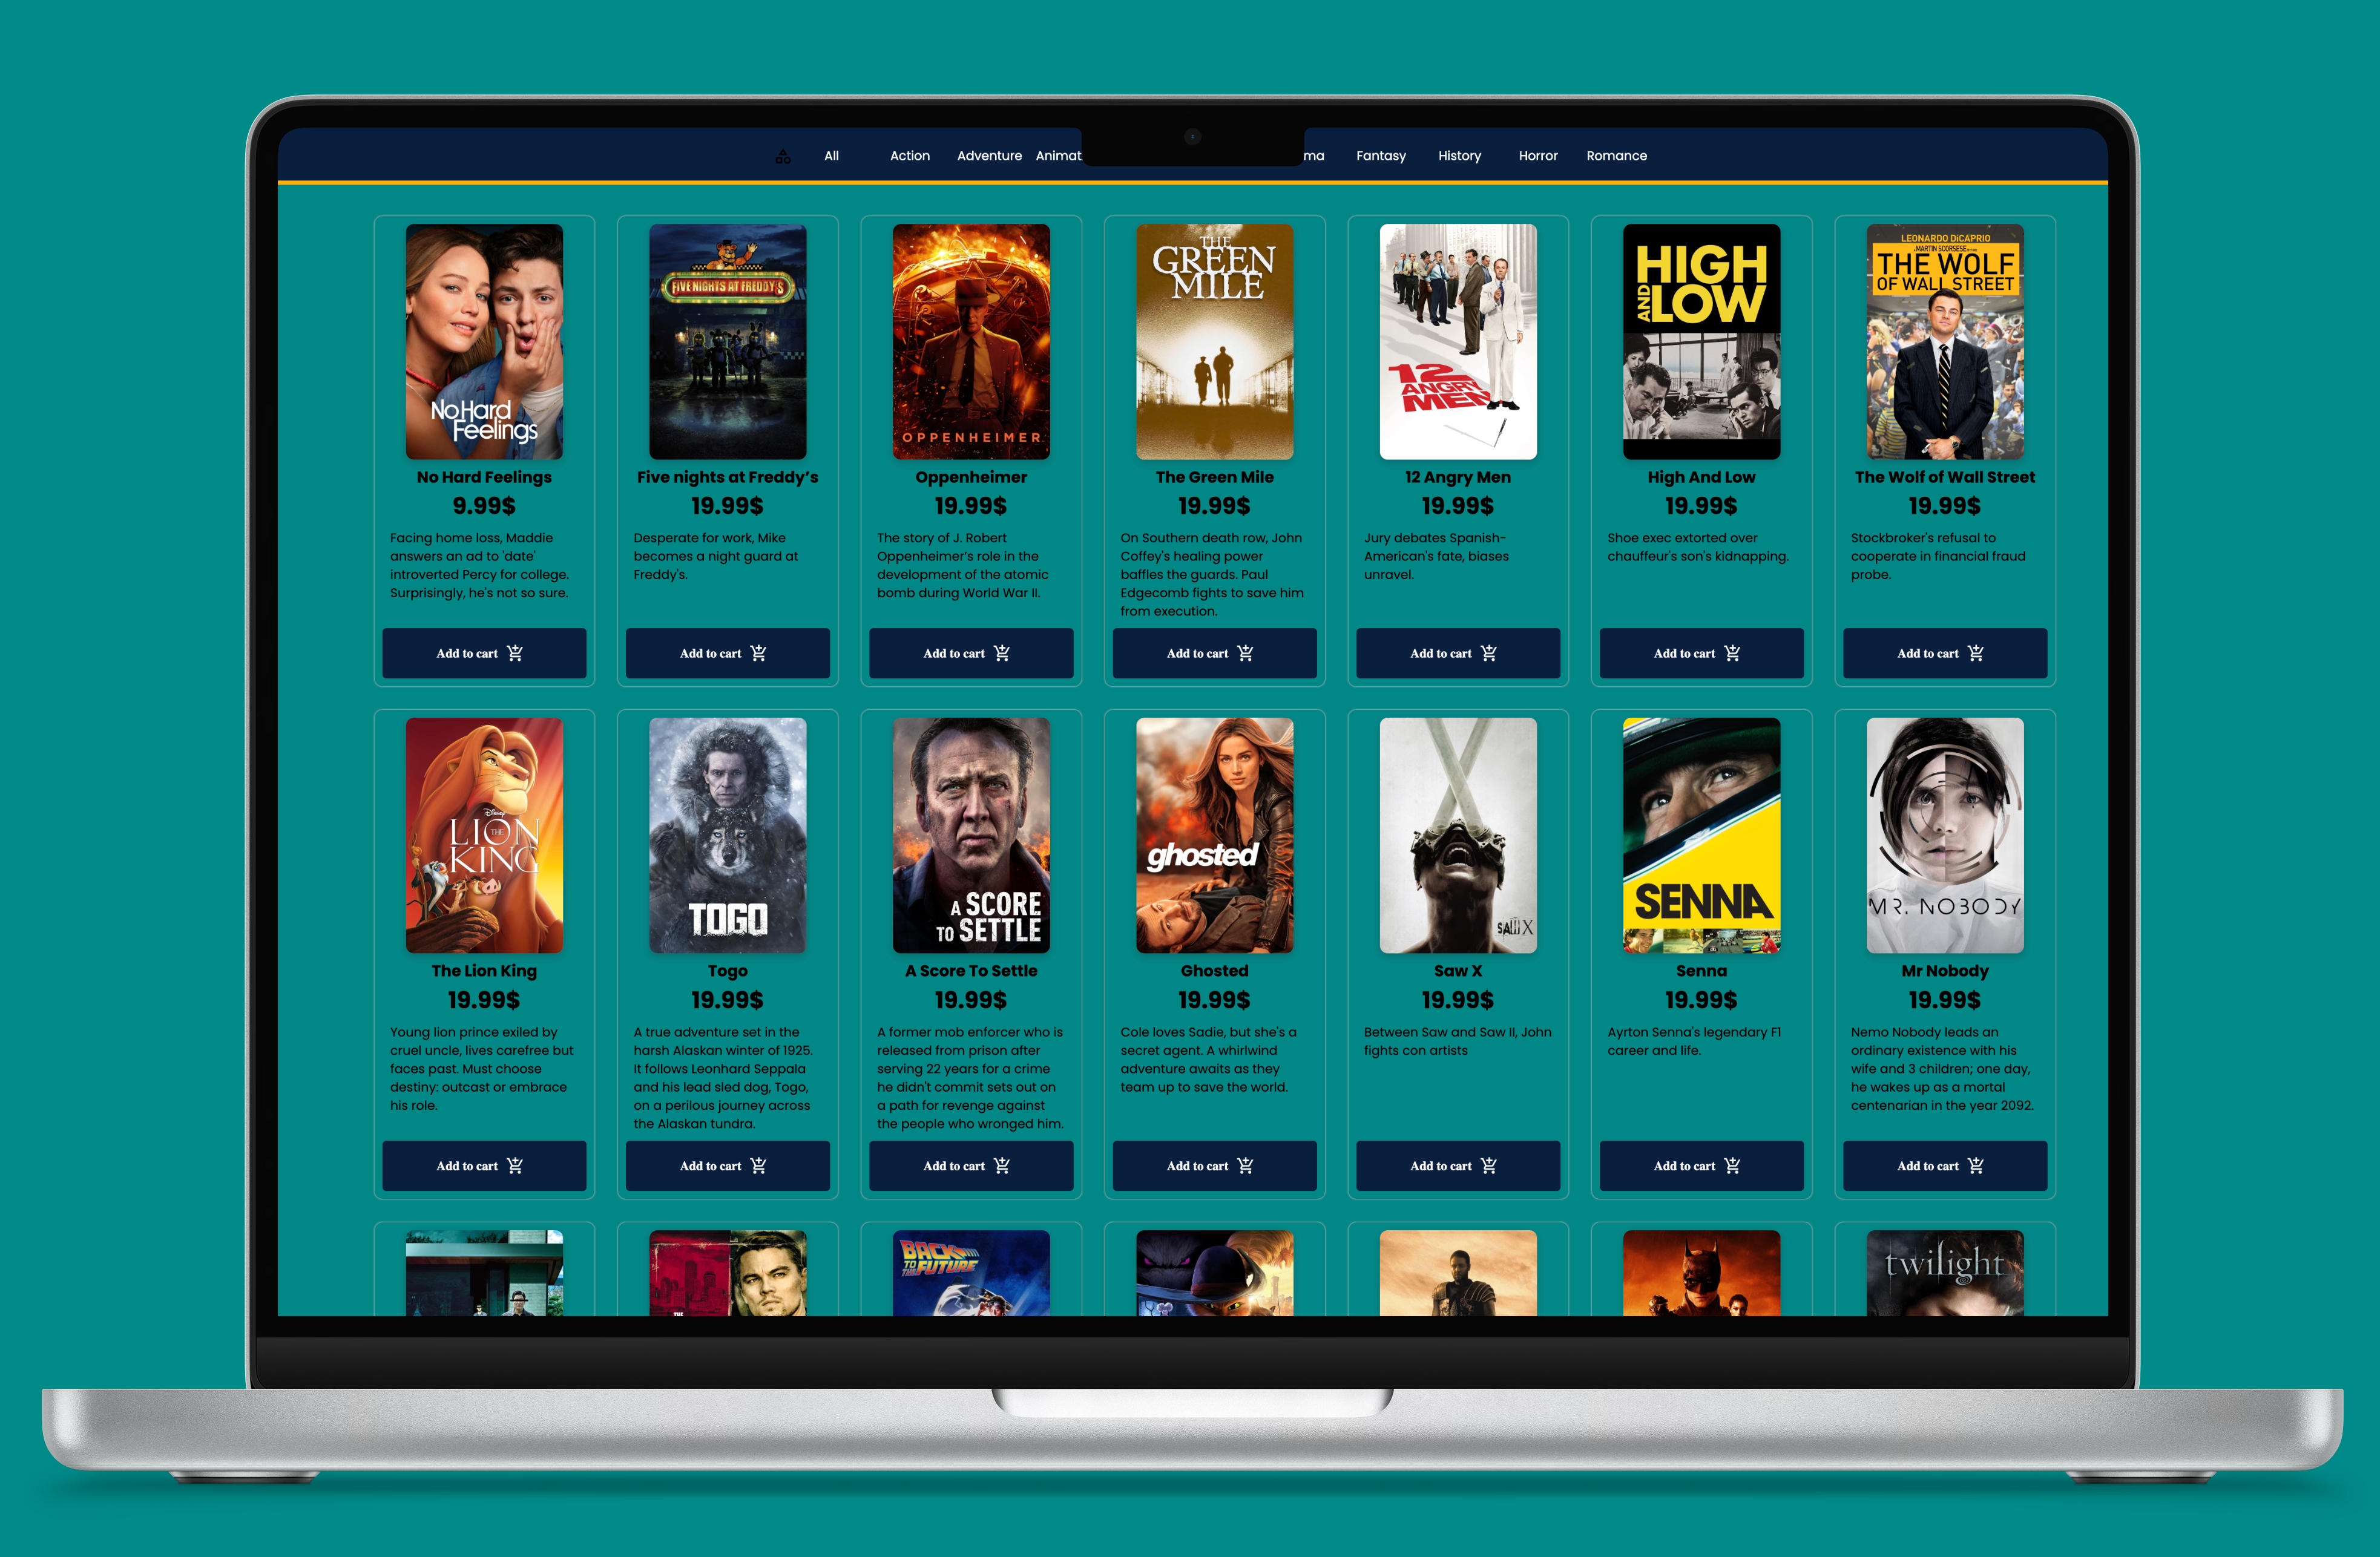 All Action Adventure Animat ma Fantasy History Horror Romance
No Hard
Feelings
FIVE NIGHTS AT FREDDY'S
OPPENHEIMER
THE
GREEN
MILE
12
ANGRY
MEN
HIGH
AND
LOW
LEONARDO DiCAPRIO
A MARTIN SCORSESE PICTURE
THE WOLF
OF WALL STREET
No Hard Feelings
9.99$
Facing home loss, Maddie
answers an ad to 'date'
introverted Percy for college.
Surprisingly, he's not so sure.
Add to cart
Five nights at Freddy's
19.99$
Desperate for work, Mike
becomes a night guard at
Freddy's.
Add to cart
Oppenheimer
19.99$
The story of J. Robert
Oppenheimer's role in the
development of the atomic
bomb during World War II.
Add to cart
The Green Mile
19.99$
On Southern death row, John
Coffey's healing power
baffles the guards. Paul
Edgecomb fights to save him
from execution.
Add to cart
12 Angry Men
19.99$
Jury debates Spanish-
American's fate, biases
unravel.
Add to cart
High And Low
19.99$
Shoe exec extorted over
chauffeur's son's kidnapping.
Add to cart
The Wolf of Wall Street
19.99$
Stockbroker's refusal to
cooperate in financial fraud
probe.
Add to cart
Disney
THE
LION
KING
TOGO
A SCORE
TO SETTLE
ghosted
SAW X
SENNA
MR. NOBODY
The Lion King
19.99$
Young lion prince exiled by
cruel uncle, lives carefree but
faces past. Must choose
destiny: outcast or embrace
his role.
Add to cart
Togo
19.99$
A true adventure set in the
harsh Alaskan winter of 1925.
It follows Leonhard Seppala
and his lead sled dog, Togo,
on a perilous journey across
the Alaskan tundra.
Add to cart
A Score To Settle
19.99$
A former mob enforcer who is
released from prison after
serving 22 years for a crime
he didn't commit sets out on
a path for revenge against
the people who wronged him.
Add to cart
Ghosted
19.99$
Cole loves Sadie, but she's a
secret agent. A whirlwind
adventure awaits as they
team up to save the world.
Add to cart
Saw X
19.99$
Between Saw and Saw II, John
fights con artists
Add to cart
Senna
19.99$
Ayrton Senna's legendary F1
career and life.
Add to cart
Mr Nobody
19.99$
Nemo Nobody leads an
ordinary existence with his
wife and 3 children; one day,
he wakes up as a mortal
centenarian in the year 2092.
Add to cart
THE
BACK
TO THE FUTURE
twilight